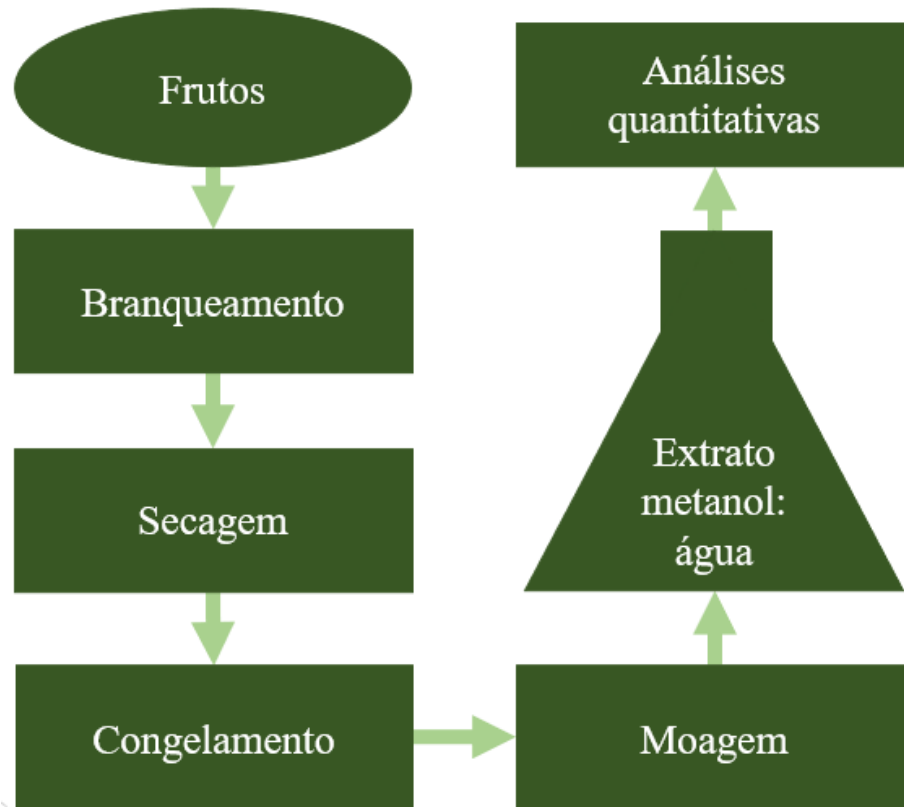 Frutos
Branqueamento
Secagem
Congelamento
Moagem
Extrato
metanol:
água
Análises
quantitativas